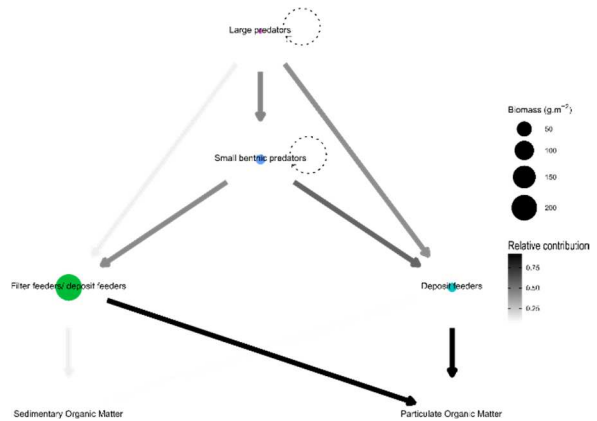 Large predators
Biomass (g.m⁻²)
50
100
Small bentnic predators
150
200
Relative contribution
0.75
Filter feeders/ deposit feeders
Deposit feeders
0.50
0.25
Sedimentary Organic Matter
Particulate Organic Matter